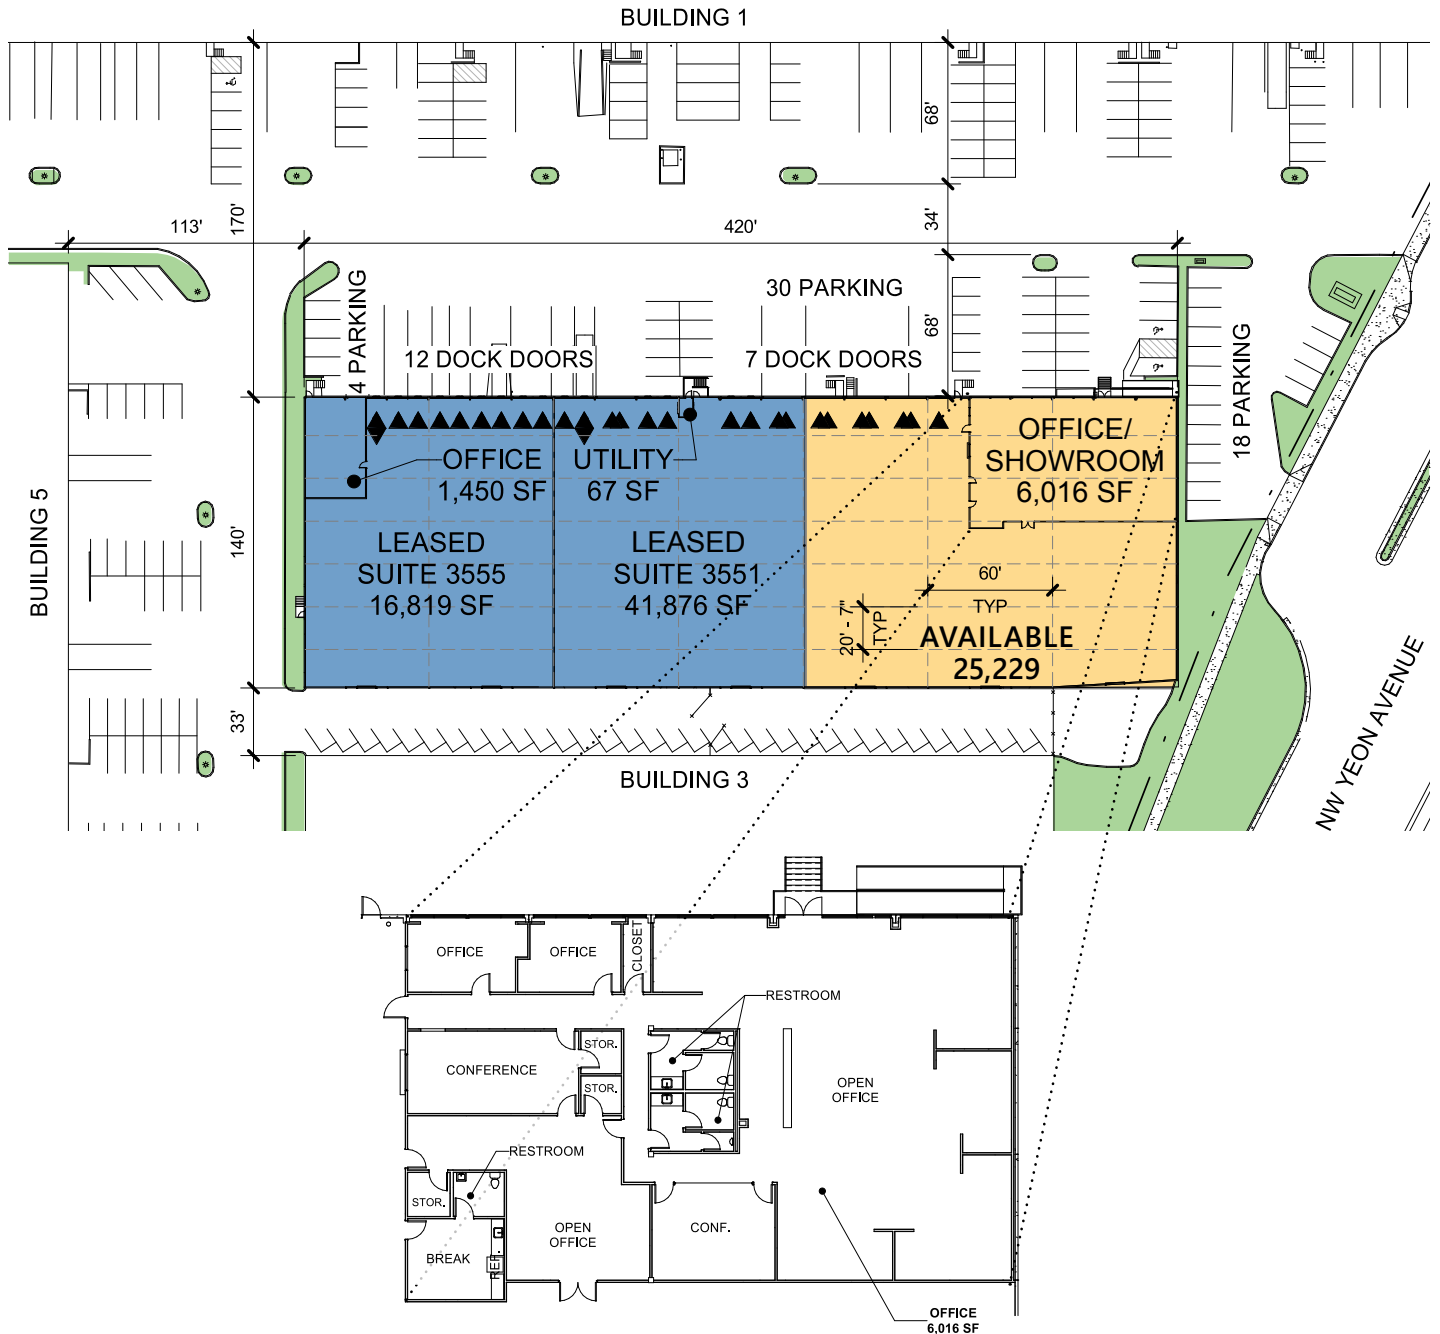 BUILDING 1
68'
113'
170'
420'
34'
4 PARKING
30 PARKING
68'
12 DOCK DOORS
7 DOCK DOORS
18 PARKING
OFFICE
1,450 SF
UTILITY
67 SF
OFFICE/
SHOWROOM
6,016 SF
BUILDING 5
140'
LEASED
SUITE 3555
16,819 SF
LEASED
SUITE 3551
41,876 SF
60'
TYP
20' - 7"
TYP
AVAILABLE
25,229
33'
BUILDING 3
NW YEON AVENUE
OFFICE
OFFICE
CLOSET
RESTROOM
CONFERENCE
STOR.
STOR.
OPEN
OFFICE
RESTROOM
STOR.
OPEN
OFFICE
CONF.
BREAK
REF.
OFFICE
6,016 SF